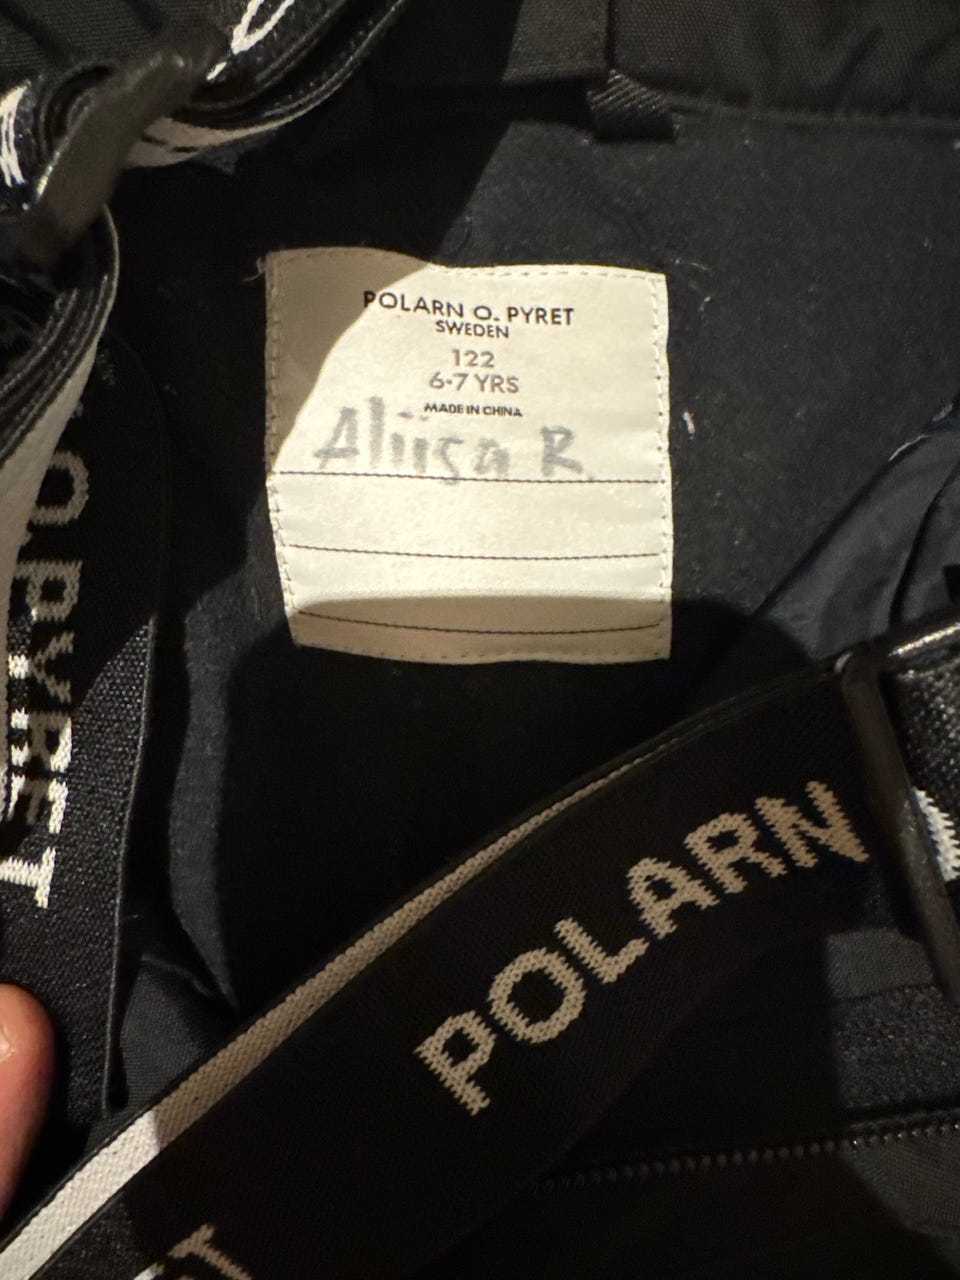 POLARN O. PYRET
SWEDEN
122
6-7 YRS
MADE IN CHINA
Aliisa R.
O. PYRET
POLARN